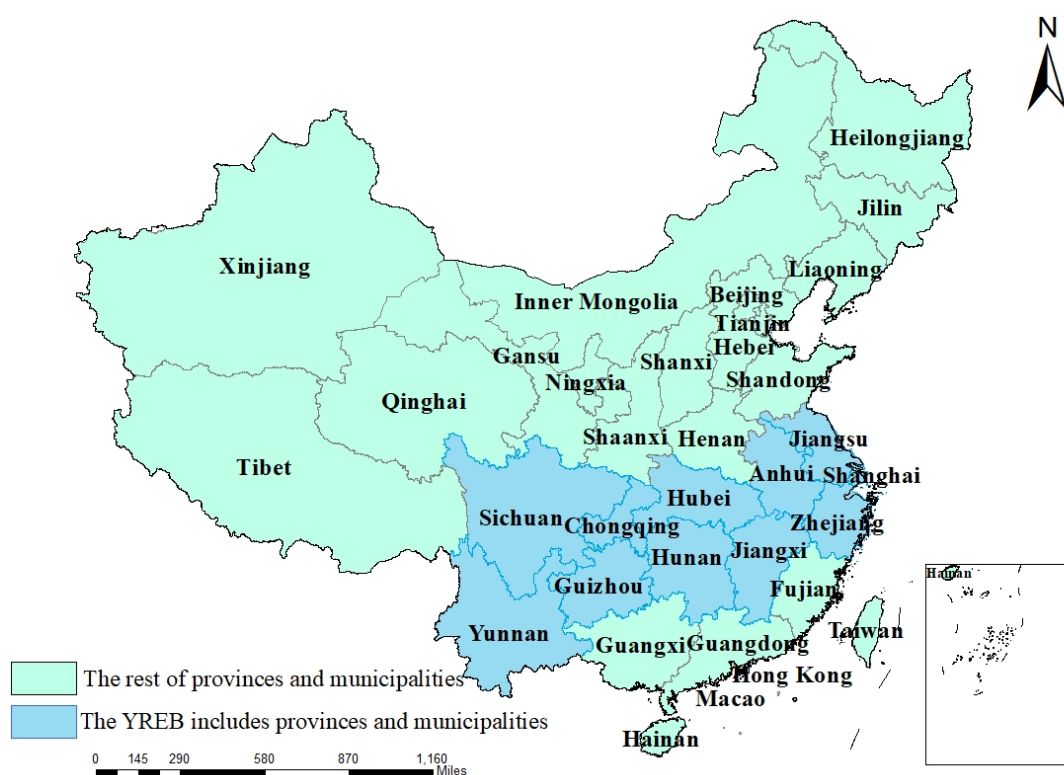 N
Heilongjiang
Jilin
Liaoning
Xinjiang
Inner Mongolia
Beijing
Tianjin
Hebei
Gansu
Shanxi
Ningxia
Shandong
Qinghai
Shaanxi
Henan
Jiangsu
Tibet
Anhui
Shanghai
Hubei
Sichuan
Chongqing
Zhejiang
Hunan
Jiangxi
Guizhou
Fujian
Hainan
Yunnan
Guangxi
Guangdong
Taiwan
Hong Kong
Macao
Hainan
The rest of provinces and municipalities
The YREB includes provinces and municipalities
0 145 290 580 870 1,160
Miles